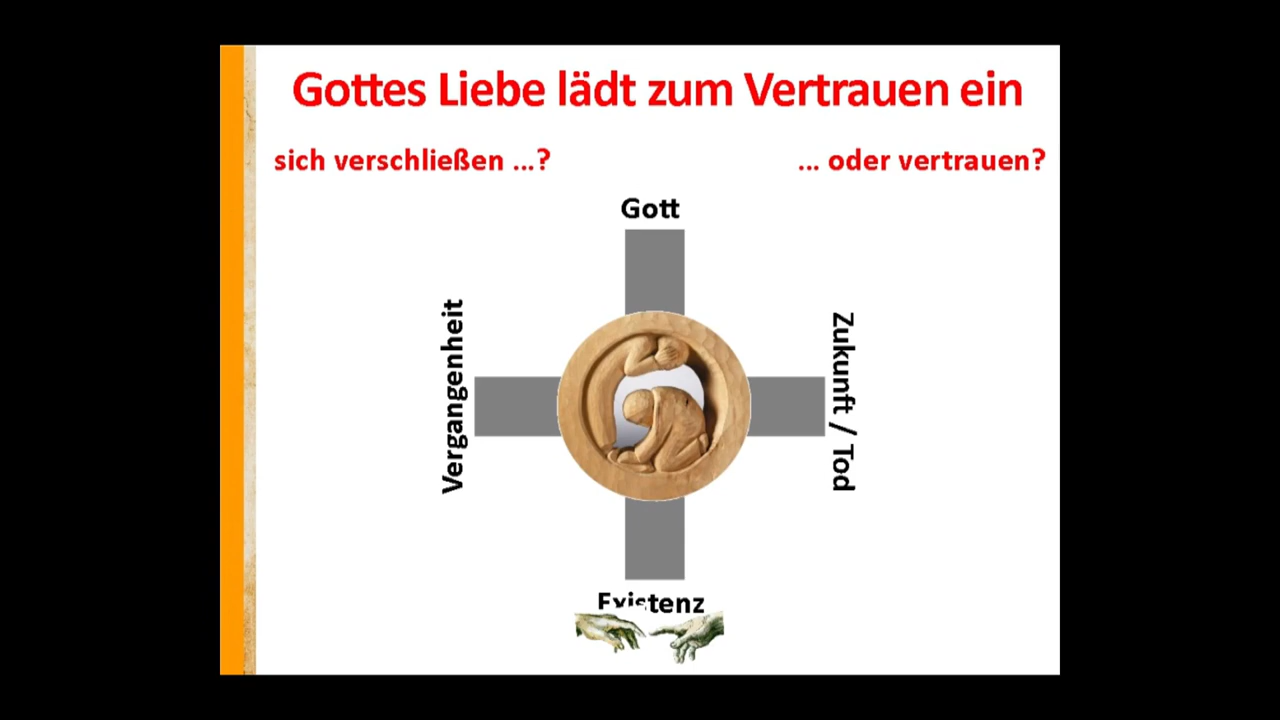 Gottes Liebe lädt zum Vertrauen ein
sich verschließen ...?
... oder vertrauen?
Gott
Vergangenheit
Zukunft / Tod
Existenz